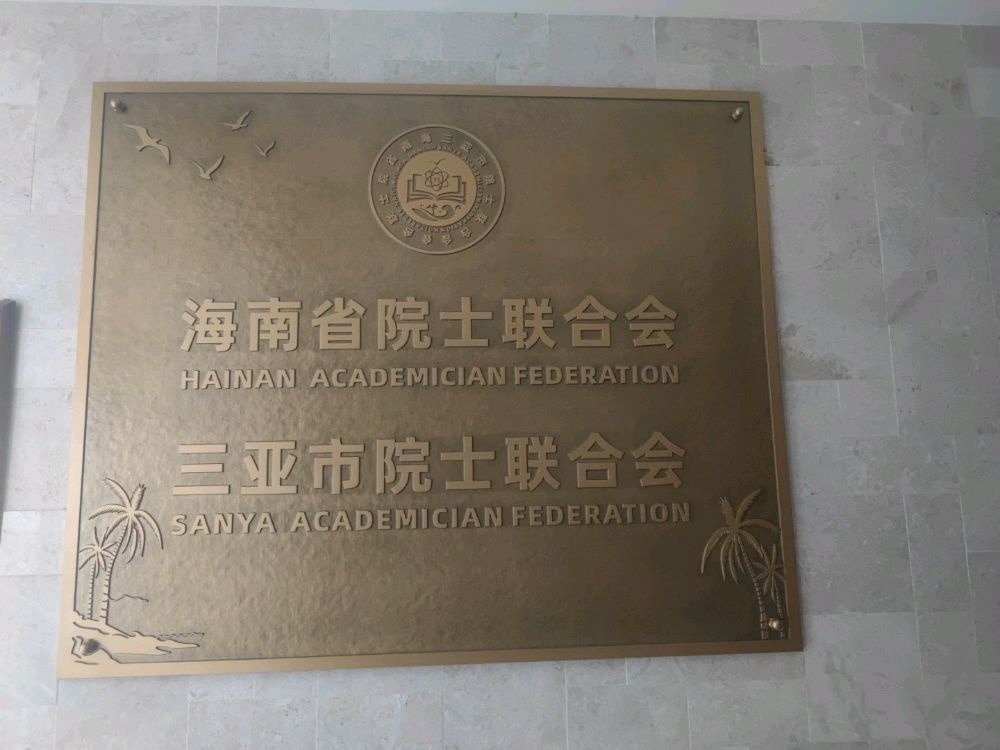 海南省院士联合会
HAINAN ACADEMICIAN FEDERATION
三亚市院士联合会
SANYA ACADEMICIAN FEDERATION